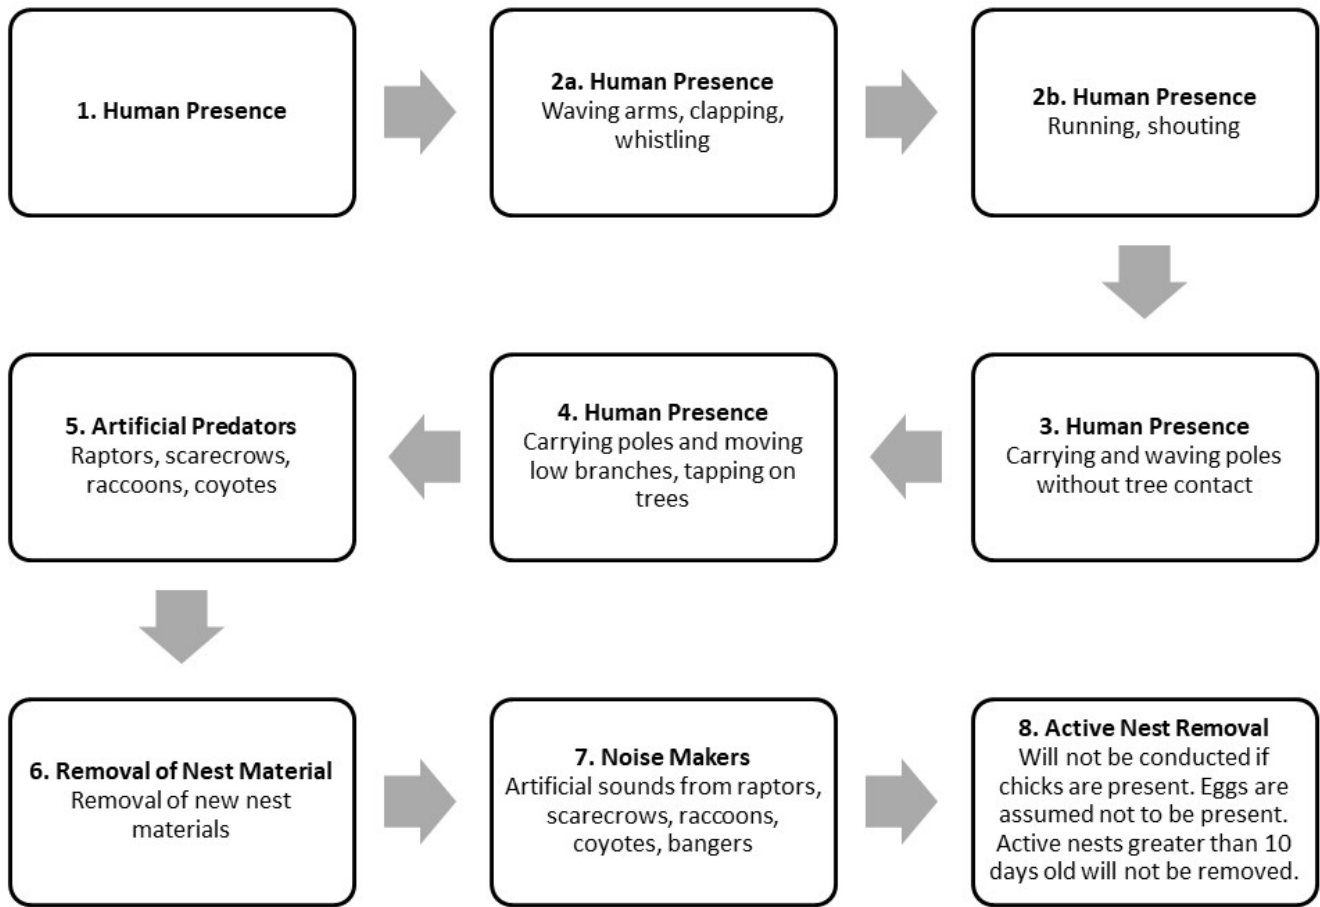 1. Human Presence
2a. Human Presence
Waving arms, clapping,
whistling
2b. Human Presence
Running, shouting
3. Human Presence
Carrying and waving poles
without tree contact
4. Human Presence
Carrying poles and moving
low branches, tapping on
trees
5. Artificial Predators
Raptors, scarecrows,
raccoons, coyotes
6. Removal of Nest Material
Removal of new nest
materials
7. Noise Makers
Artificial sounds from raptors,
scarecrows, raccoons,
coyotes, bangers
8. Active Nest Removal
Will not be conducted if
chicks are present. Eggs are
assumed not to be present.
Active nests greater than 10
days old will not be removed.